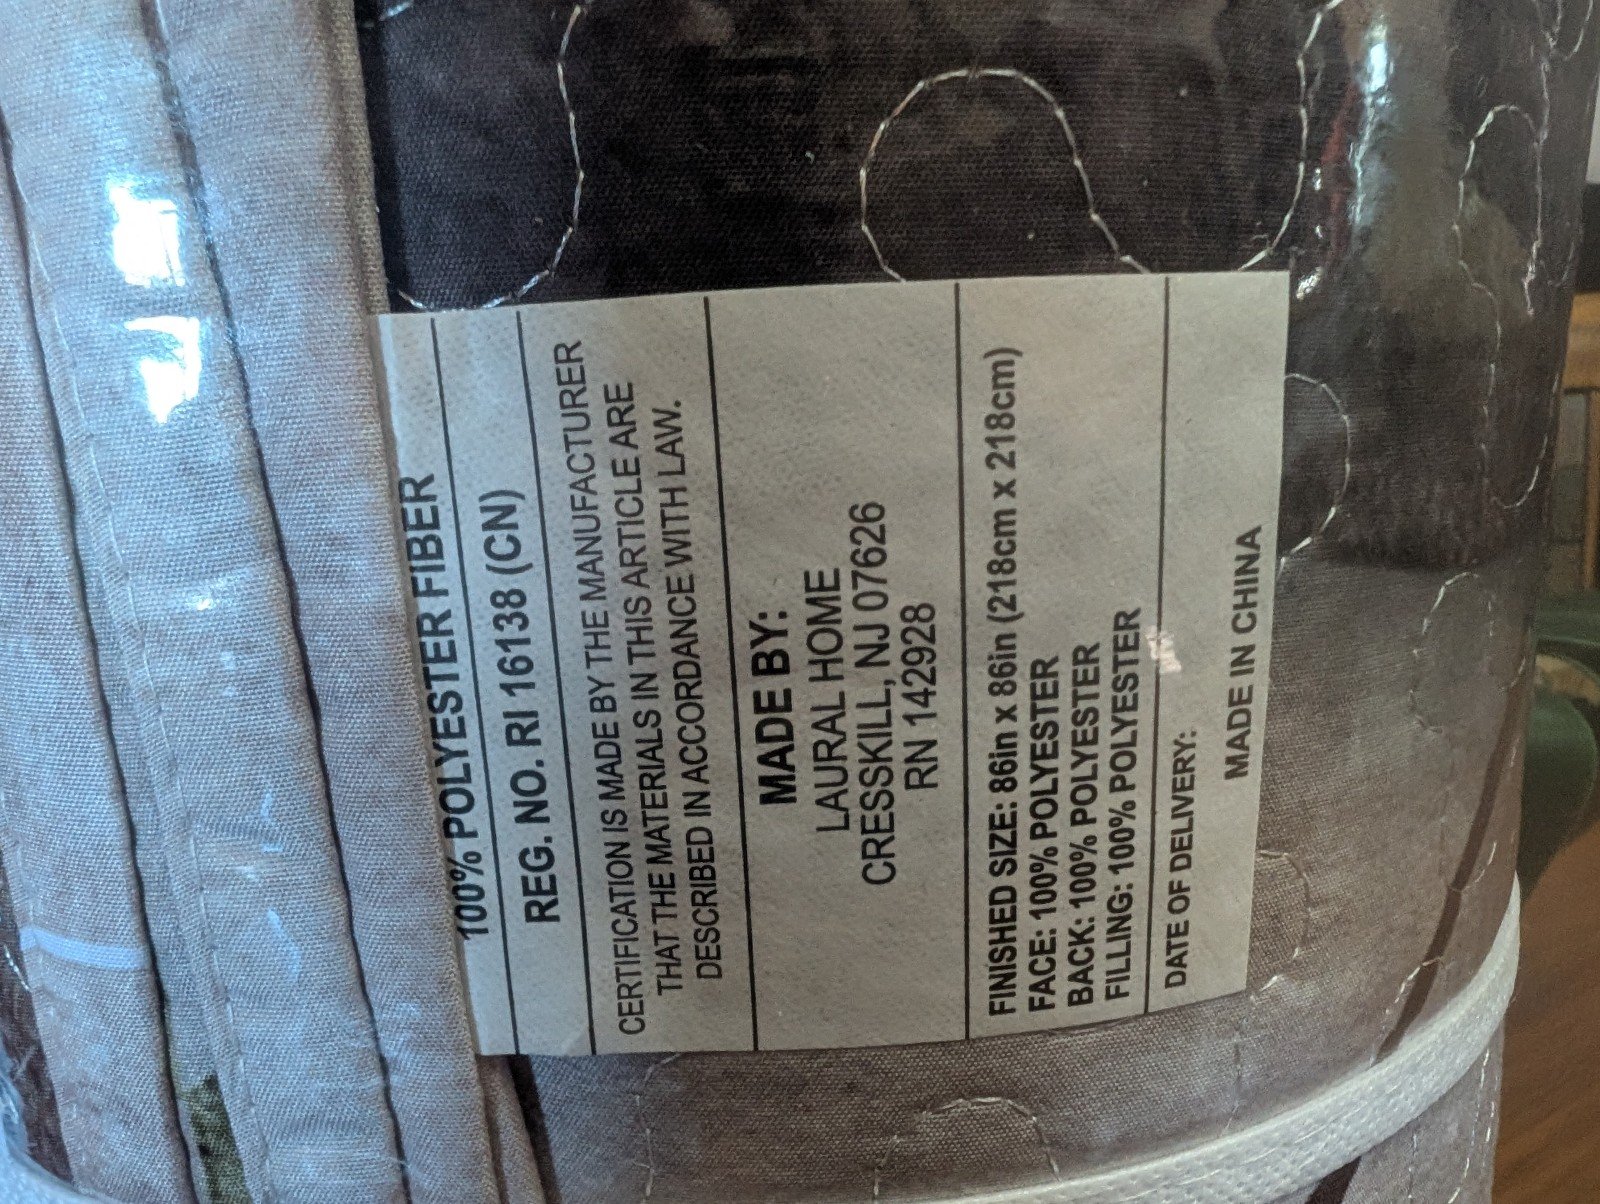 100% POLYESTER FIBER
REG. NO. RI 16138 (CN)
CERTIFICATION IS MADE BY THE MANUFACTURER
THAT THE MATERIALS IN THIS ARTICLE ARE
DESCRIBED IN ACCORDANCE WITH LAW.
MADE BY:
LAURAL HOME
CRESSKILL, NJ 07626
RN 142928
FINISHED SIZE: 86in x 86in (218cm x 218cm)
FACE: 100% POLYESTER
BACK: 100% POLYESTER
FILLING: 100% POLYESTER
DATE OF DELIVERY:
MADE IN CHINA